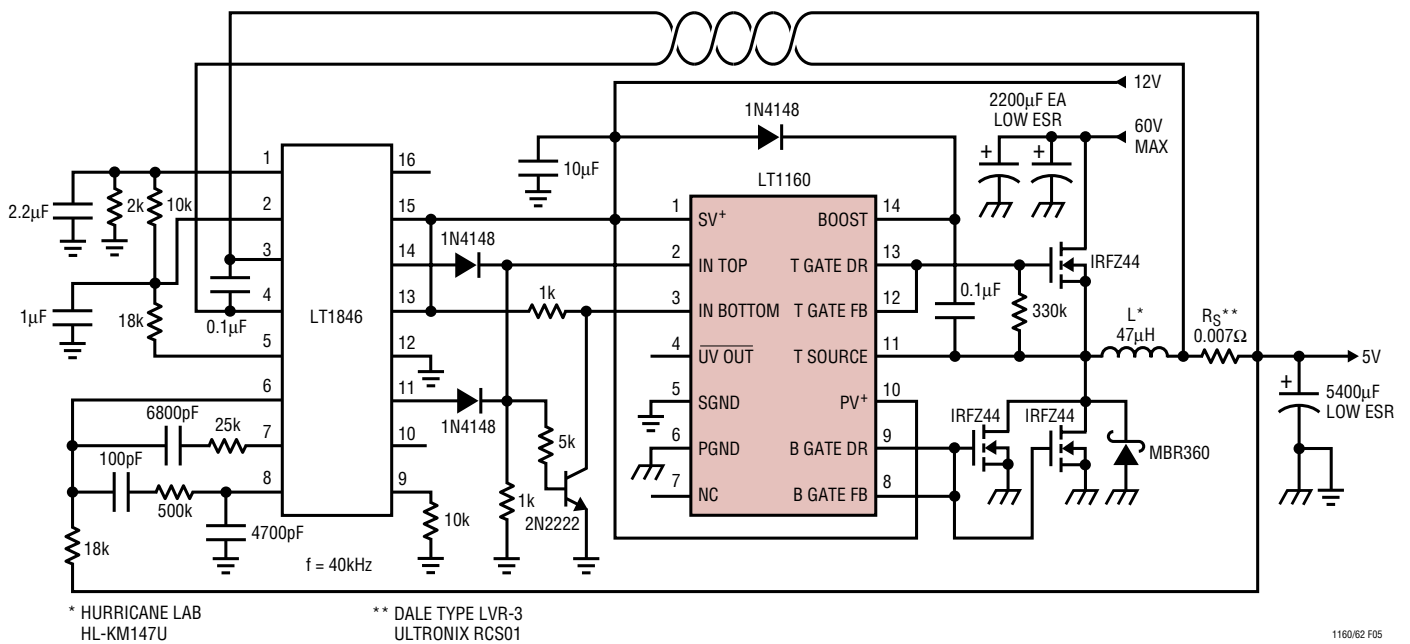 12V
1N4148
2200µF EA
LOW ESR
60V
MAX
+
+
10µF
LT1160
1
16
2.2µF
2k
10k
2
15
1
SV+
BOOST
14
3
14
1N4148
2
IN TOP
T GATE DR
13
IRFZ44
4
13
1k
3
IN BOTTOM
T GATE FB
12
0.1µF
330k
1µF
18k
0.1µF
LT1846
L*
47µH
RS**
0.007Ω
5
12
4
UV OUT
T SOURCE
11
5V
6
11
1N4148
5
SGND
PV+
10
+
5400µF
LOW ESR
6800pF
25k
7
10
5k
6
PGND
B GATE DR
9
IRFZ44
IRFZ44
MBR360
100pF
500k
8
9
7
NC
B GATE FB
8
1k
2N2222
10k
18k
4700pF
f = 40kHz
* HURRICANE LAB
HL-KM147U
** DALE TYPE LVR-3
ULTRONIX RCS01
1160/62 F05